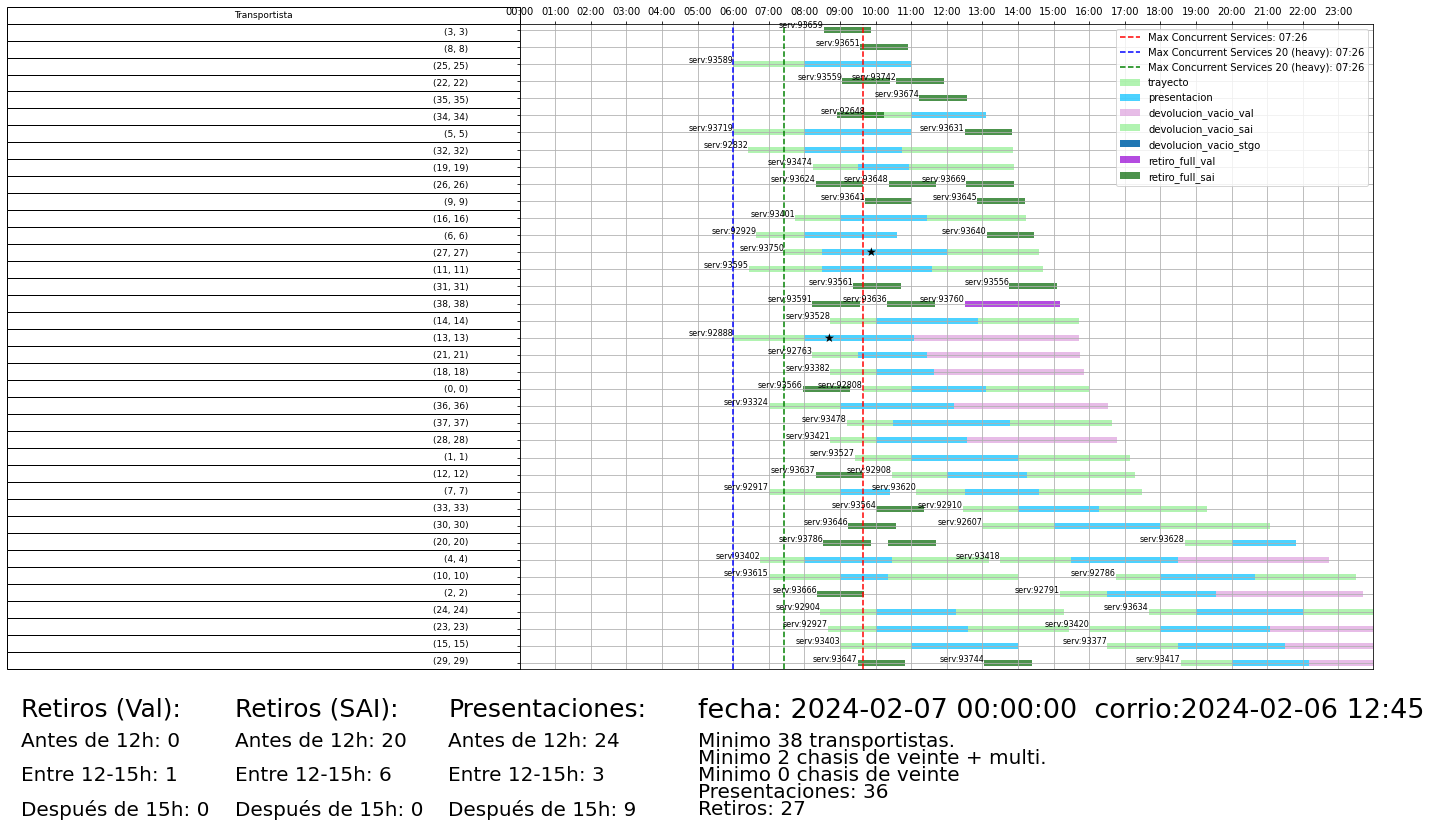 Transportista
00:00 01:00 02:00 03:00 04:00 05:00 06:00 07:00 08:00 09:00 10:00 11:00 12:00 13:00 14:00 15:00 16:00 17:00 18:00 19:00 20:00 21:00 22:00 23:00
(3, 3) serv:93659
(8, 8) serv:93651
(25, 25) serv:93589
(22, 22) serv:93559 serv:93742
(35, 35) serv:93674
(34, 34) serv:92648
(5, 5) serv:93719 serv:93631
(32, 32) serv:92832
(19, 19) serv:93474
(26, 26) serv:93624 serv:93648 serv:93669
(9, 9) serv:93641 serv:93645
(16, 16) serv:93401
(6, 6) serv:92929 serv:93640
(27, 27) serv:93750
(11, 11) serv:93595
(31, 31) serv:93561 serv:93556
(38, 38) serv:93591 serv:93636 serv:93760
(14, 14) serv:93528
(13, 13) serv:92888
(21, 21) serv:92763
(18, 18) serv:93382
(0, 0) serv:93566 serv:92808
(36, 36) serv:93324
(37, 37) serv:93478
(28, 28) serv:93421
(1, 1) serv:93527
(12, 12) serv:93637 serv:92908
(7, 7) serv:92917 serv:93620
(33, 33) serv:93564 serv:92910
(30, 30) serv:93646 serv:92607
(20, 20) serv:93786 serv:93628
(4, 4) serv:93402 serv:93418
(10, 10) serv:93615 serv:92786
(2, 2) serv:93666 serv:92791
(24, 24) serv:92904 serv:93634
(23, 23) serv:92927 serv:93420
(15, 15) serv:93403 serv:93377
(29, 29) serv:93647 serv:93744 serv:93417
Max Concurrent Services: 07:26
Max Concurrent Services 20 (heavy): 07:26
Max Concurrent Services 20 (heavy): 07:26
trayecto
presentacion
devolucion_vacio_val
devolucion_vacio_sai
devolucion_vacio_stgo
retiro_full_val
retiro_full_sai
Retiros (Val):
Antes de 12h: 0
Entre 12-15h: 1
Después de 15h: 0
Retiros (SAI):
Antes de 12h: 20
Entre 12-15h: 6
Después de 15h: 0
Presentaciones:
Antes de 12h: 24
Entre 12-15h: 3
Después de 15h: 9
fecha: 2024-02-07 00:00:00 corrio:2024-02-06 12:45
Minimo 38 transportistas.
Minimo 2 chasis de veinte + multi.
Minimo 0 chasis de veinte
Presentaciones: 36
Retiros: 27